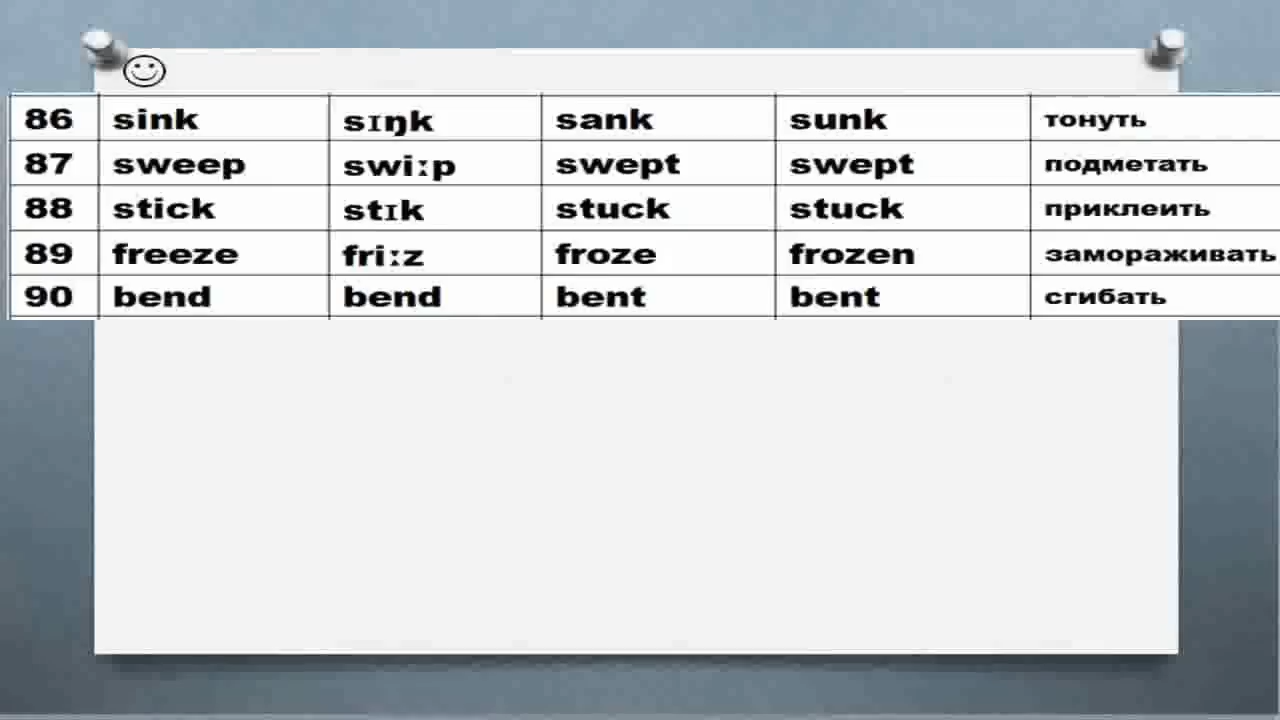 86 sink sɪŋk sank sunk тонуть
87 sweep swiːp swept swept подметать
88 stick stɪk stuck stuck приклеить
89 freeze friːz froze frozen замораживать
90 bend bend bent bent сгибать